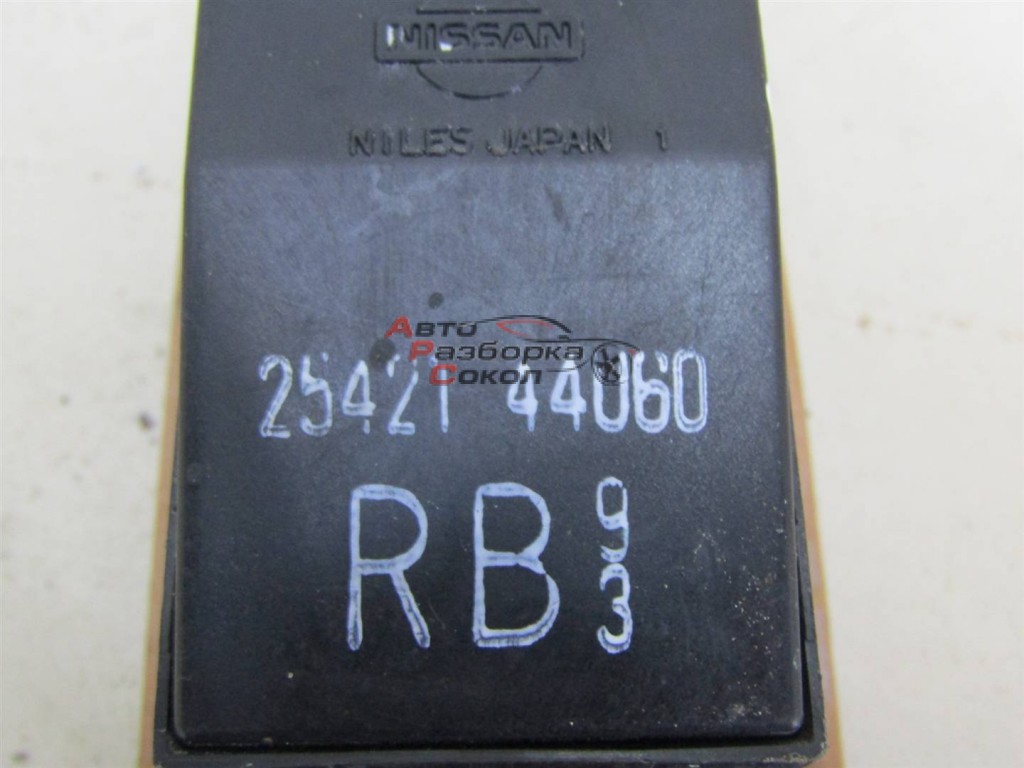 NISSAN
NILES JAPAN 1
Авто
Разборка
Сокол
25421 44060
RB 9
3